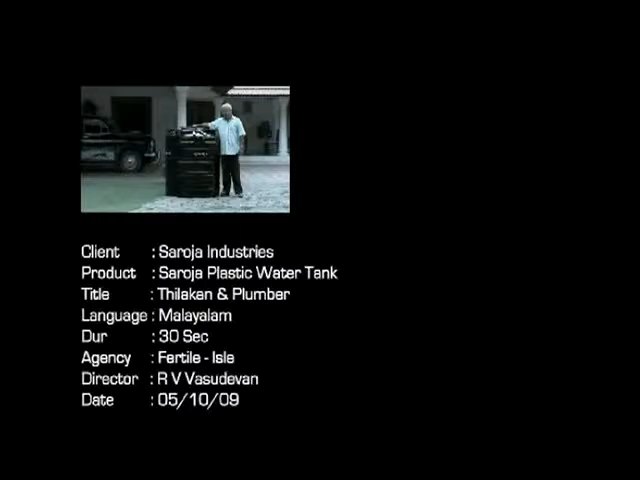 Client : Saroja Industries
Product : Saroja Plastic Water Tank
Title : Thilakan & Plumber
Language : Malayalam
Dur : 30 Sec
Agency : Fertile - Isle
Director : R V Vasudevan
Date : 05/10/09